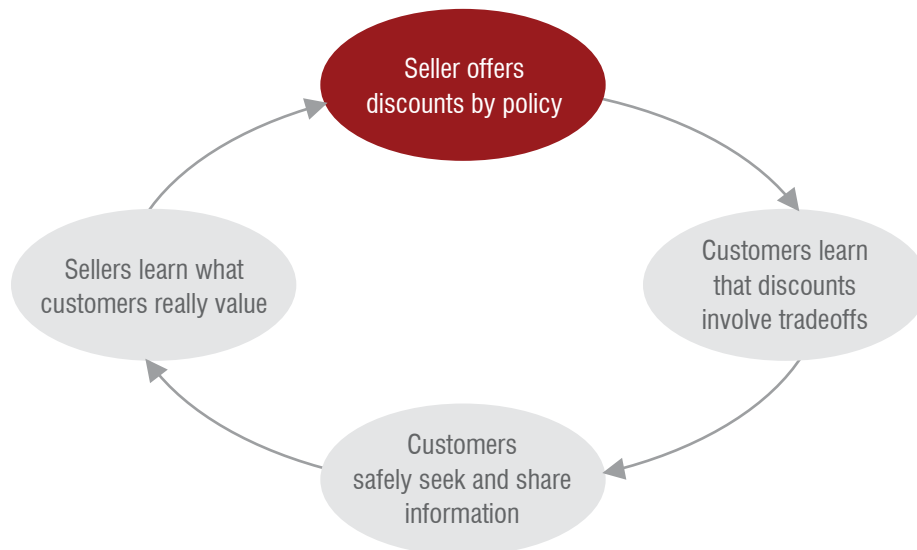 Seller offers
discounts by policy
Customers learn
that discounts
involve tradeoffs
Customers
safely seek and share
information
Sellers learn what
customers really value